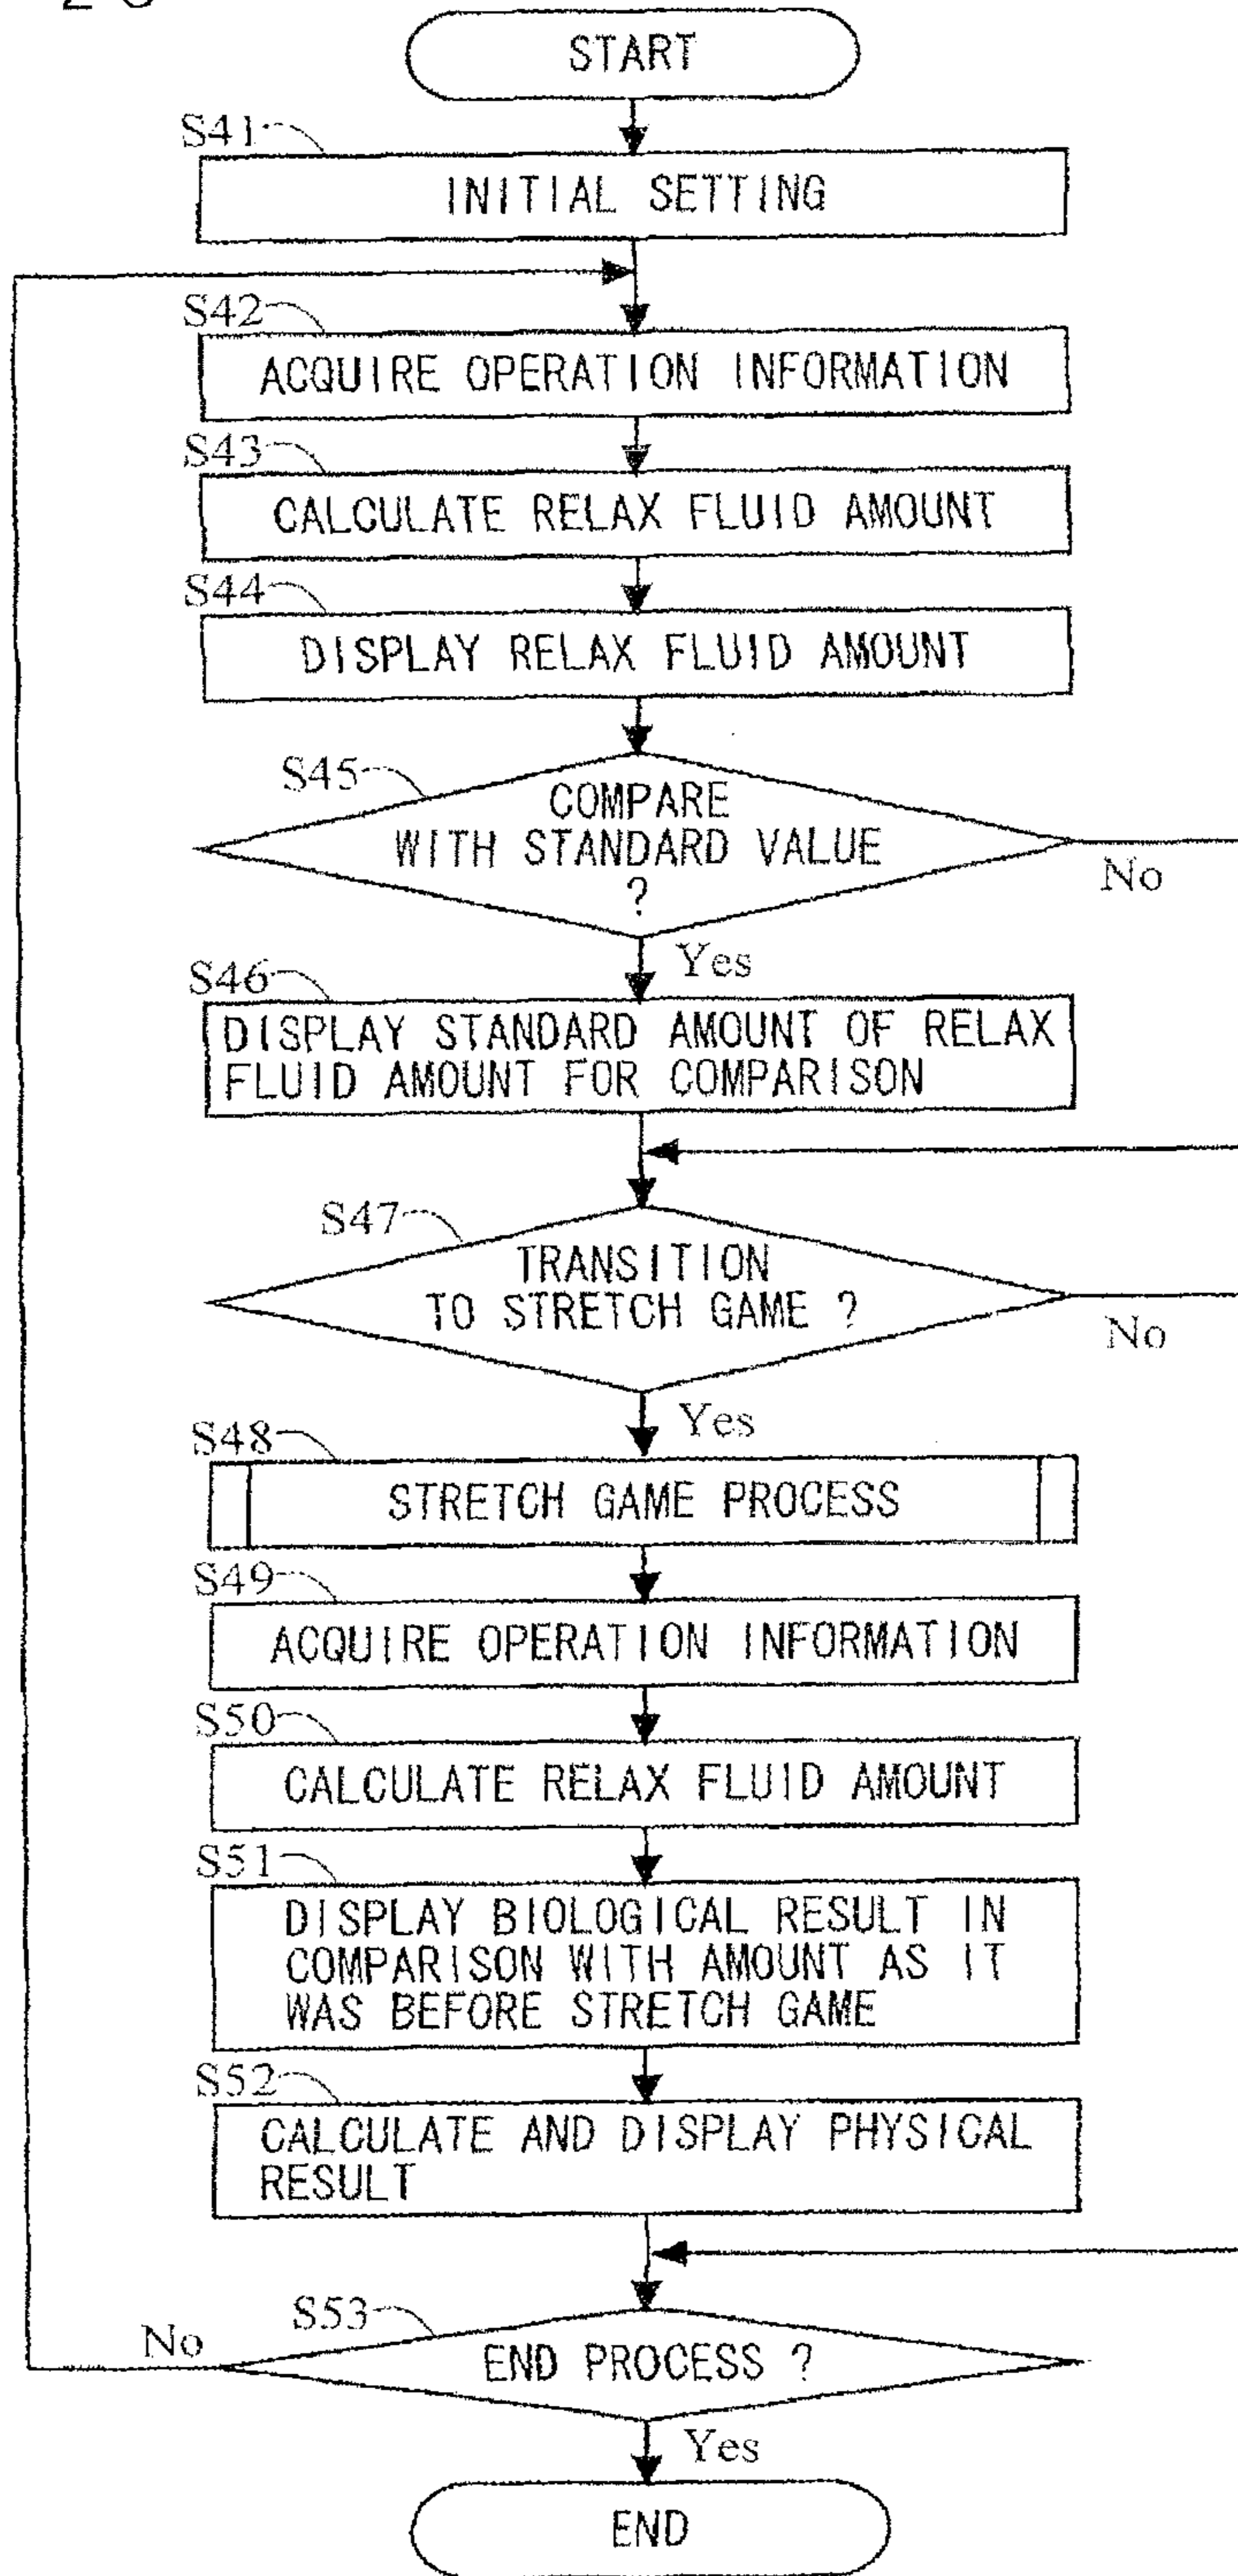 START
S41
INITIAL SETTING
S42
ACQUIRE OPERATION INFORMATION
S43
CALCULATE RELAX FLUID AMOUNT
S44
DISPLAY RELAX FLUID AMOUNT
S45
COMPARE
WITH STANDARD VALUE
?
No
Yes
S46
DISPLAY STANDARD AMOUNT OF RELAX
FLUID AMOUNT FOR COMPARISON
S47
TRANSITION
TO STRETCH GAME ?
No
Yes
S48
STRETCH GAME PROCESS
S49
ACQUIRE OPERATION INFORMATION
S50
CALCULATE RELAX FLUID AMOUNT
S51
DISPLAY BIOLOGICAL RESULT IN
COMPARISON WITH AMOUNT AS IT
WAS BEFORE STRETCH GAME
S52
CALCULATE AND DISPLAY PHYSICAL
RESULT
S53
No
END PROCESS ?
Yes
END